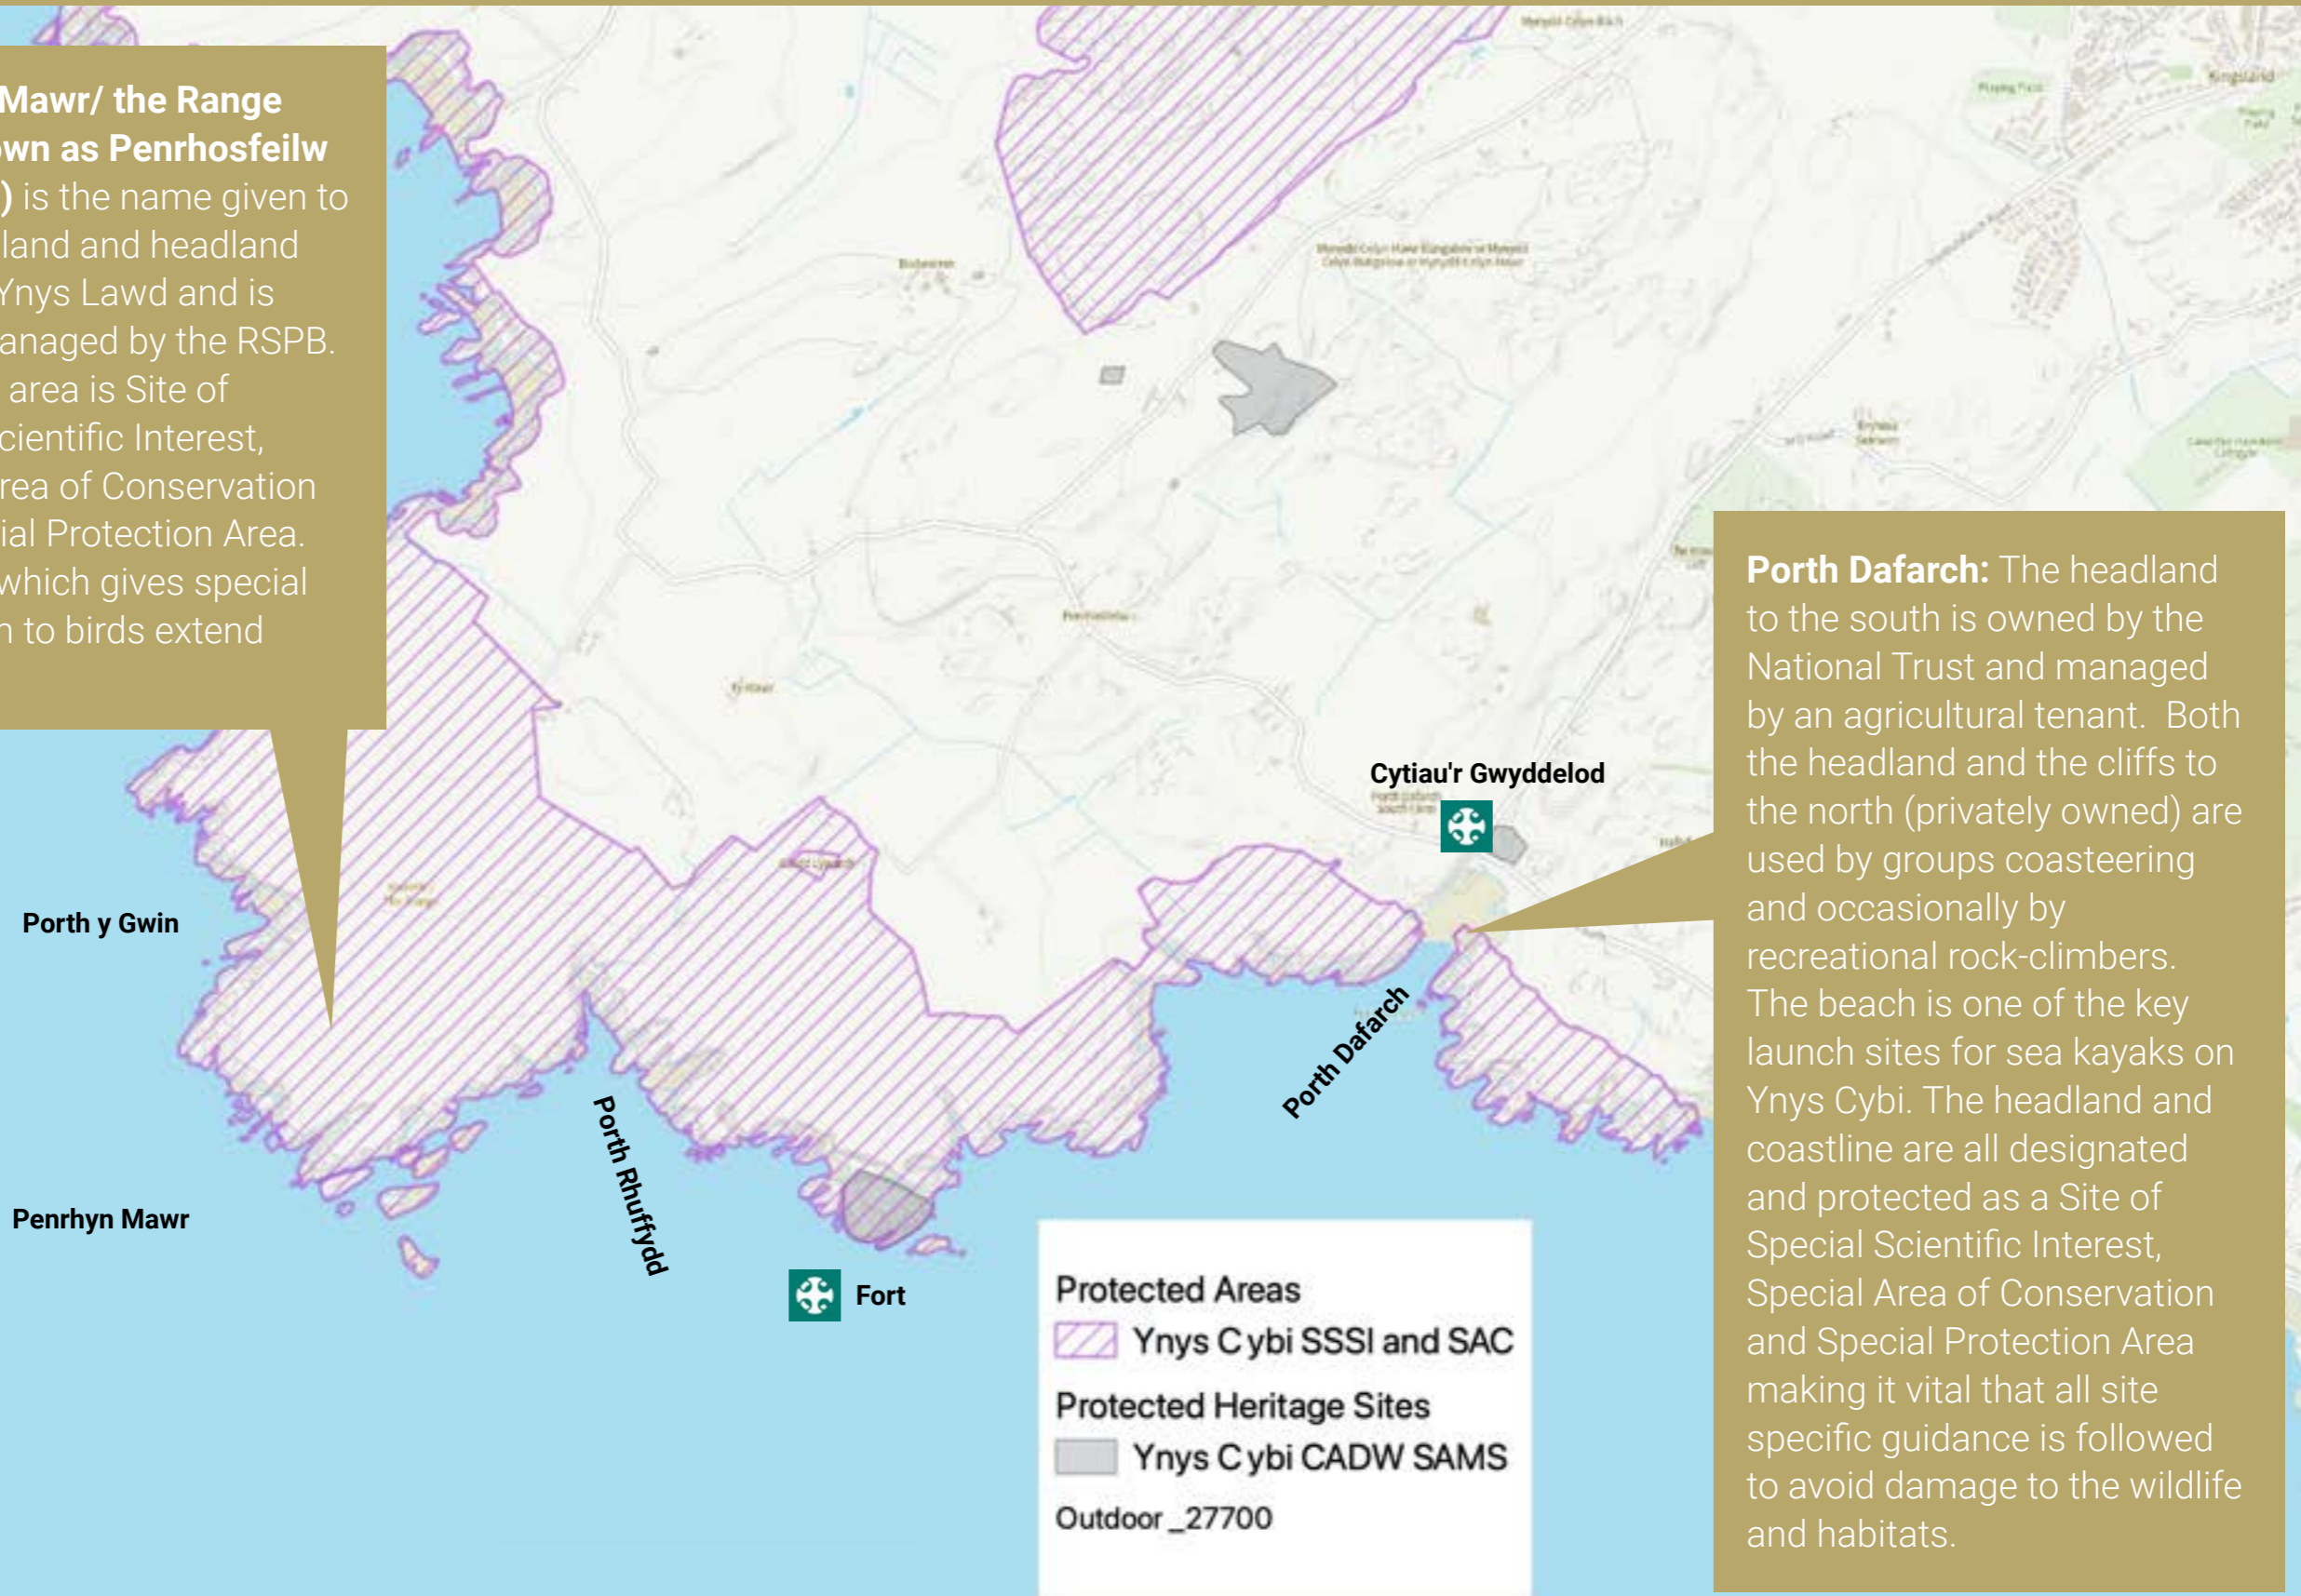 Mawr/ the Range
own as Penrhosfeilw
) is the name given to
land and headland
Ynys Lawd and is
anaged by the RSPB.
area is Site of
cientific Interest,
rea of Conservation
ial Protection Area.
which gives special
n to birds extend
Kingsland
Playing Field
Porth y Gwin
Penrhyn Mawr
Porth Rhuffydd
Fort
Porth Dafarch
Cytiau'r Gwyddelod
Porth Dafarch: The headland
to the south is owned by the
National Trust and managed
by an agricultural tenant. Both
the headland and the cliffs to
the north (privately owned) are
used by groups coasteering
and occasionally by
recreational rock-climbers.
The beach is one of the key
launch sites for sea kayaks on
Ynys Cybi. The headland and
coastline are all designated
and protected as a Site of
Special Scientific Interest,
Special Area of Conservation
and Special Protection Area
making it vital that all site
specific guidance is followed
to avoid damage to the wildlife
and habitats.
Protected Areas
Ynys Cybi SSSI and SAC
Protected Heritage Sites
Ynys Cybi CADW SAMS
Outdoor_27700